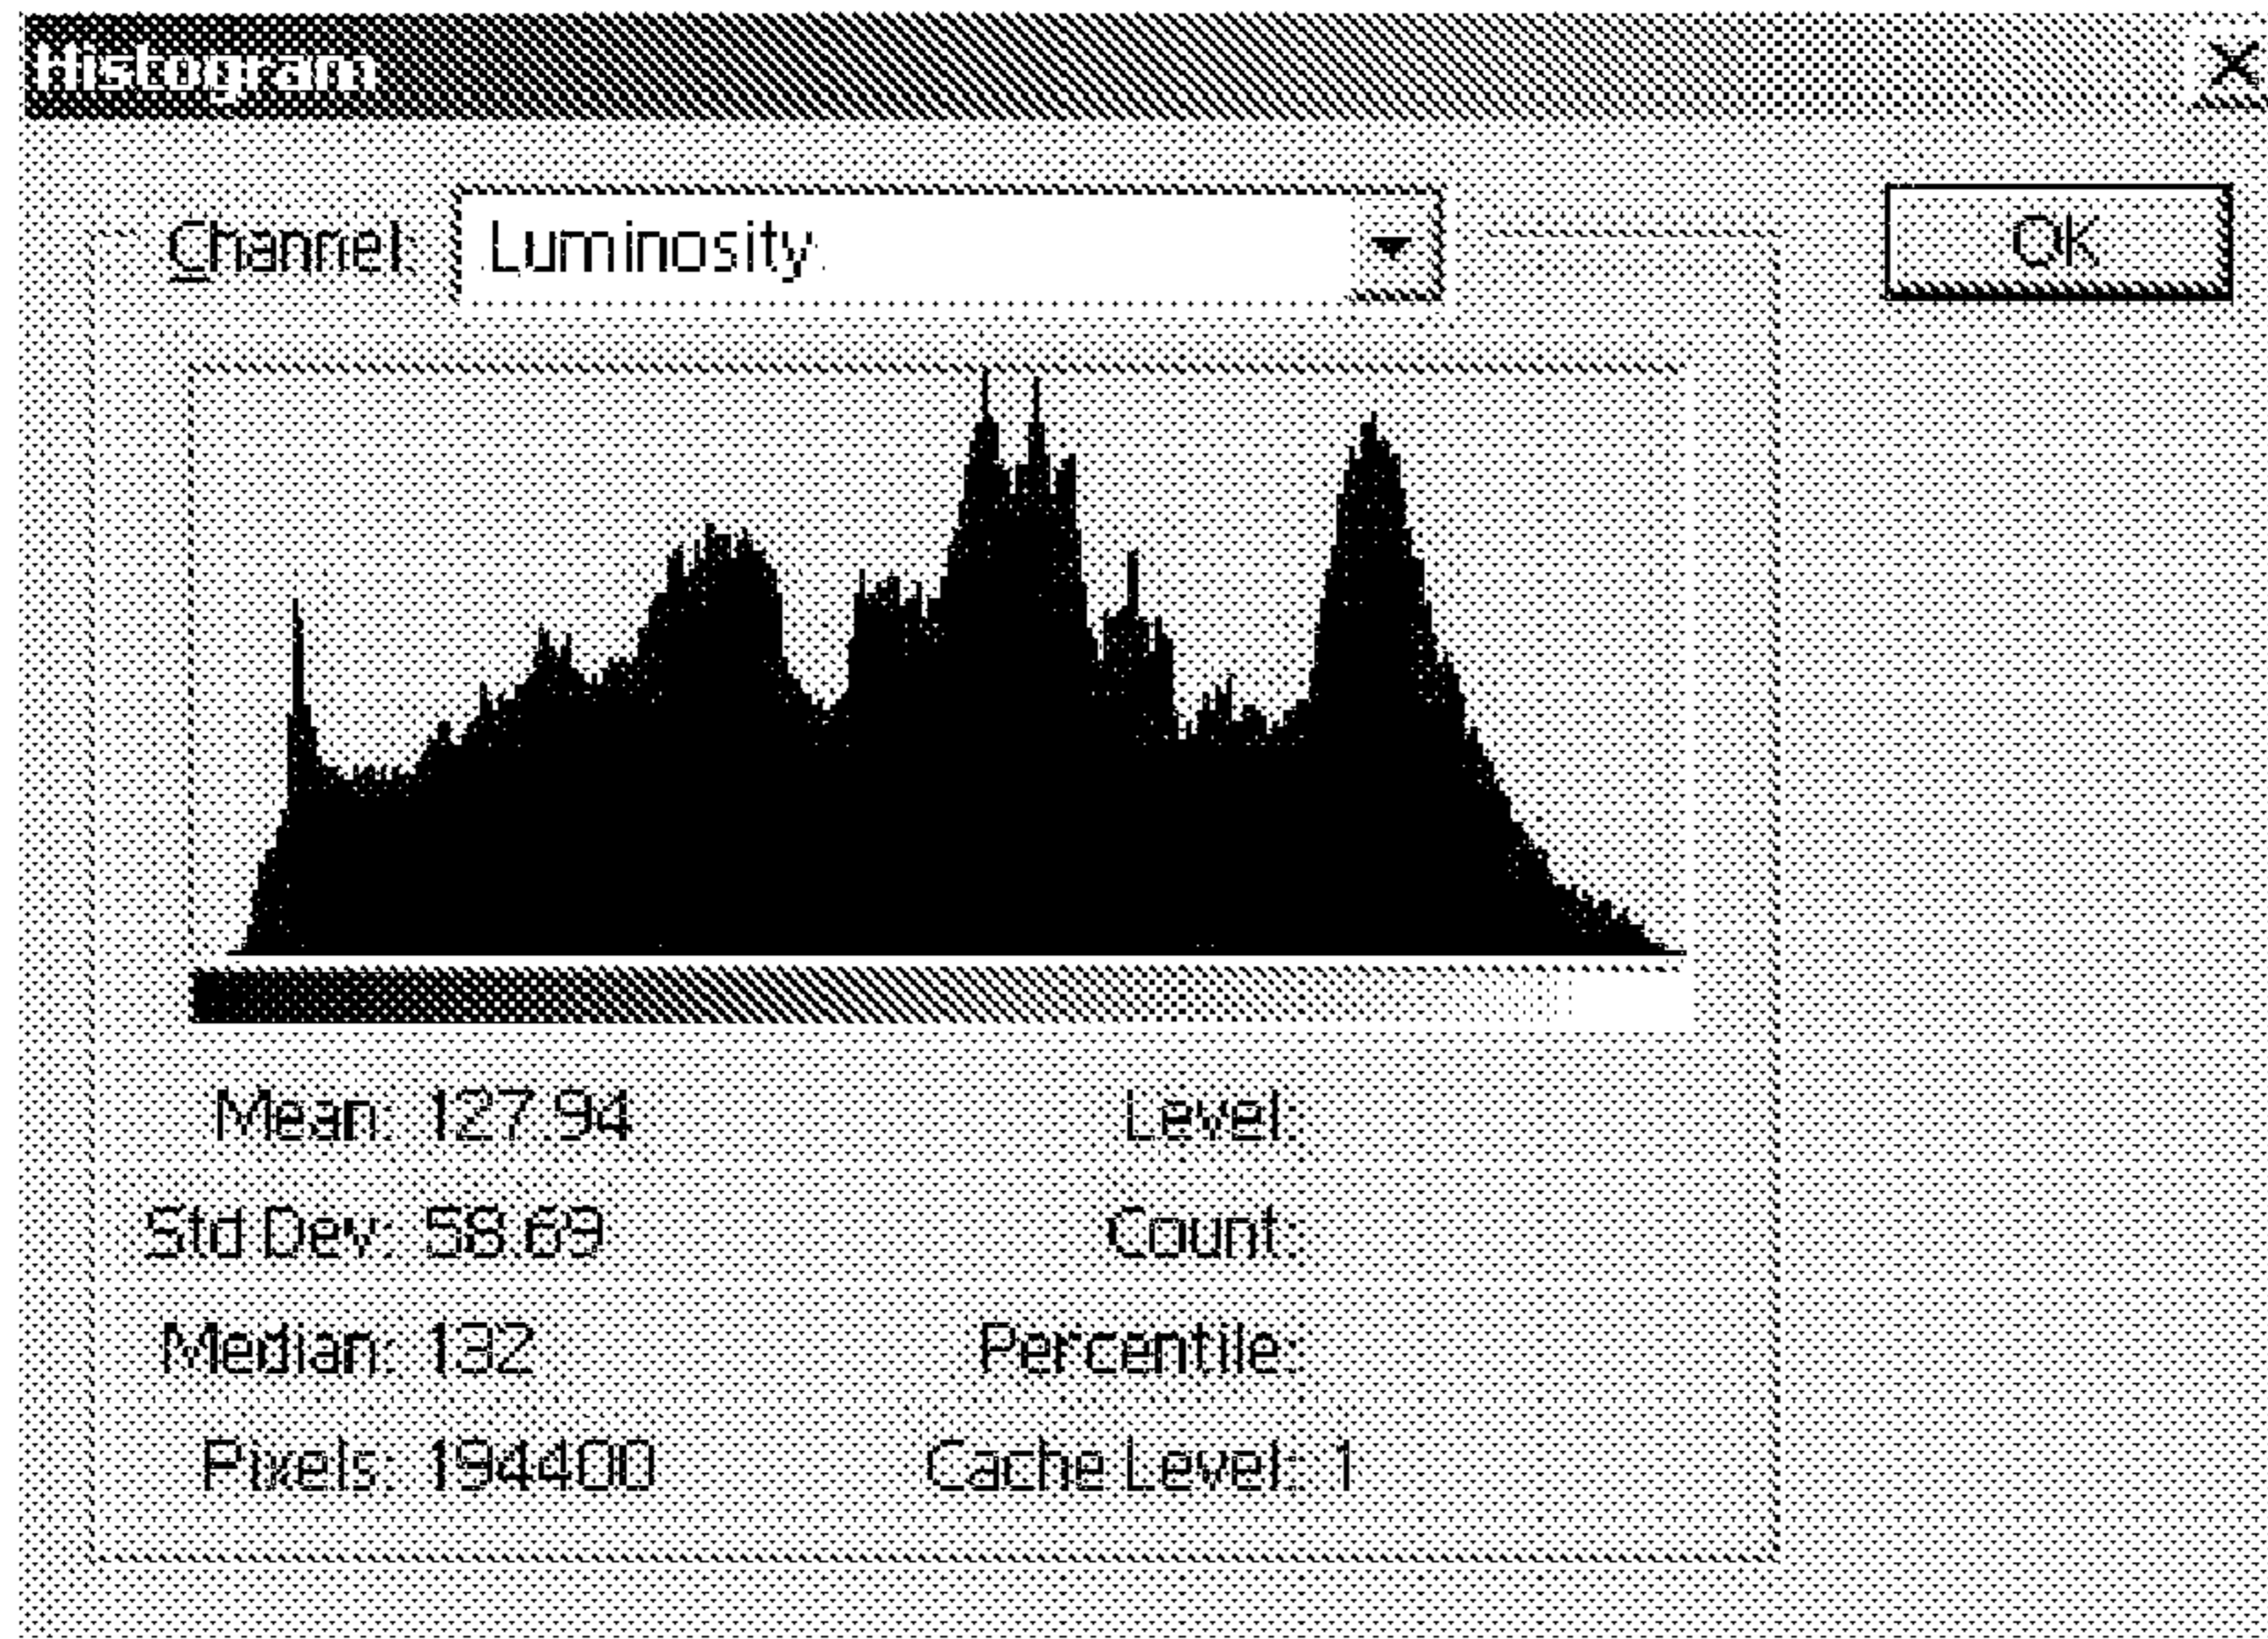 Histogram
Channel: Luminosity
OK
Mean: 127.94 Level:
Std Dev: 58.69 Count:
Median: 132 Percentile:
Pixels: 194400 Cache Level: 1